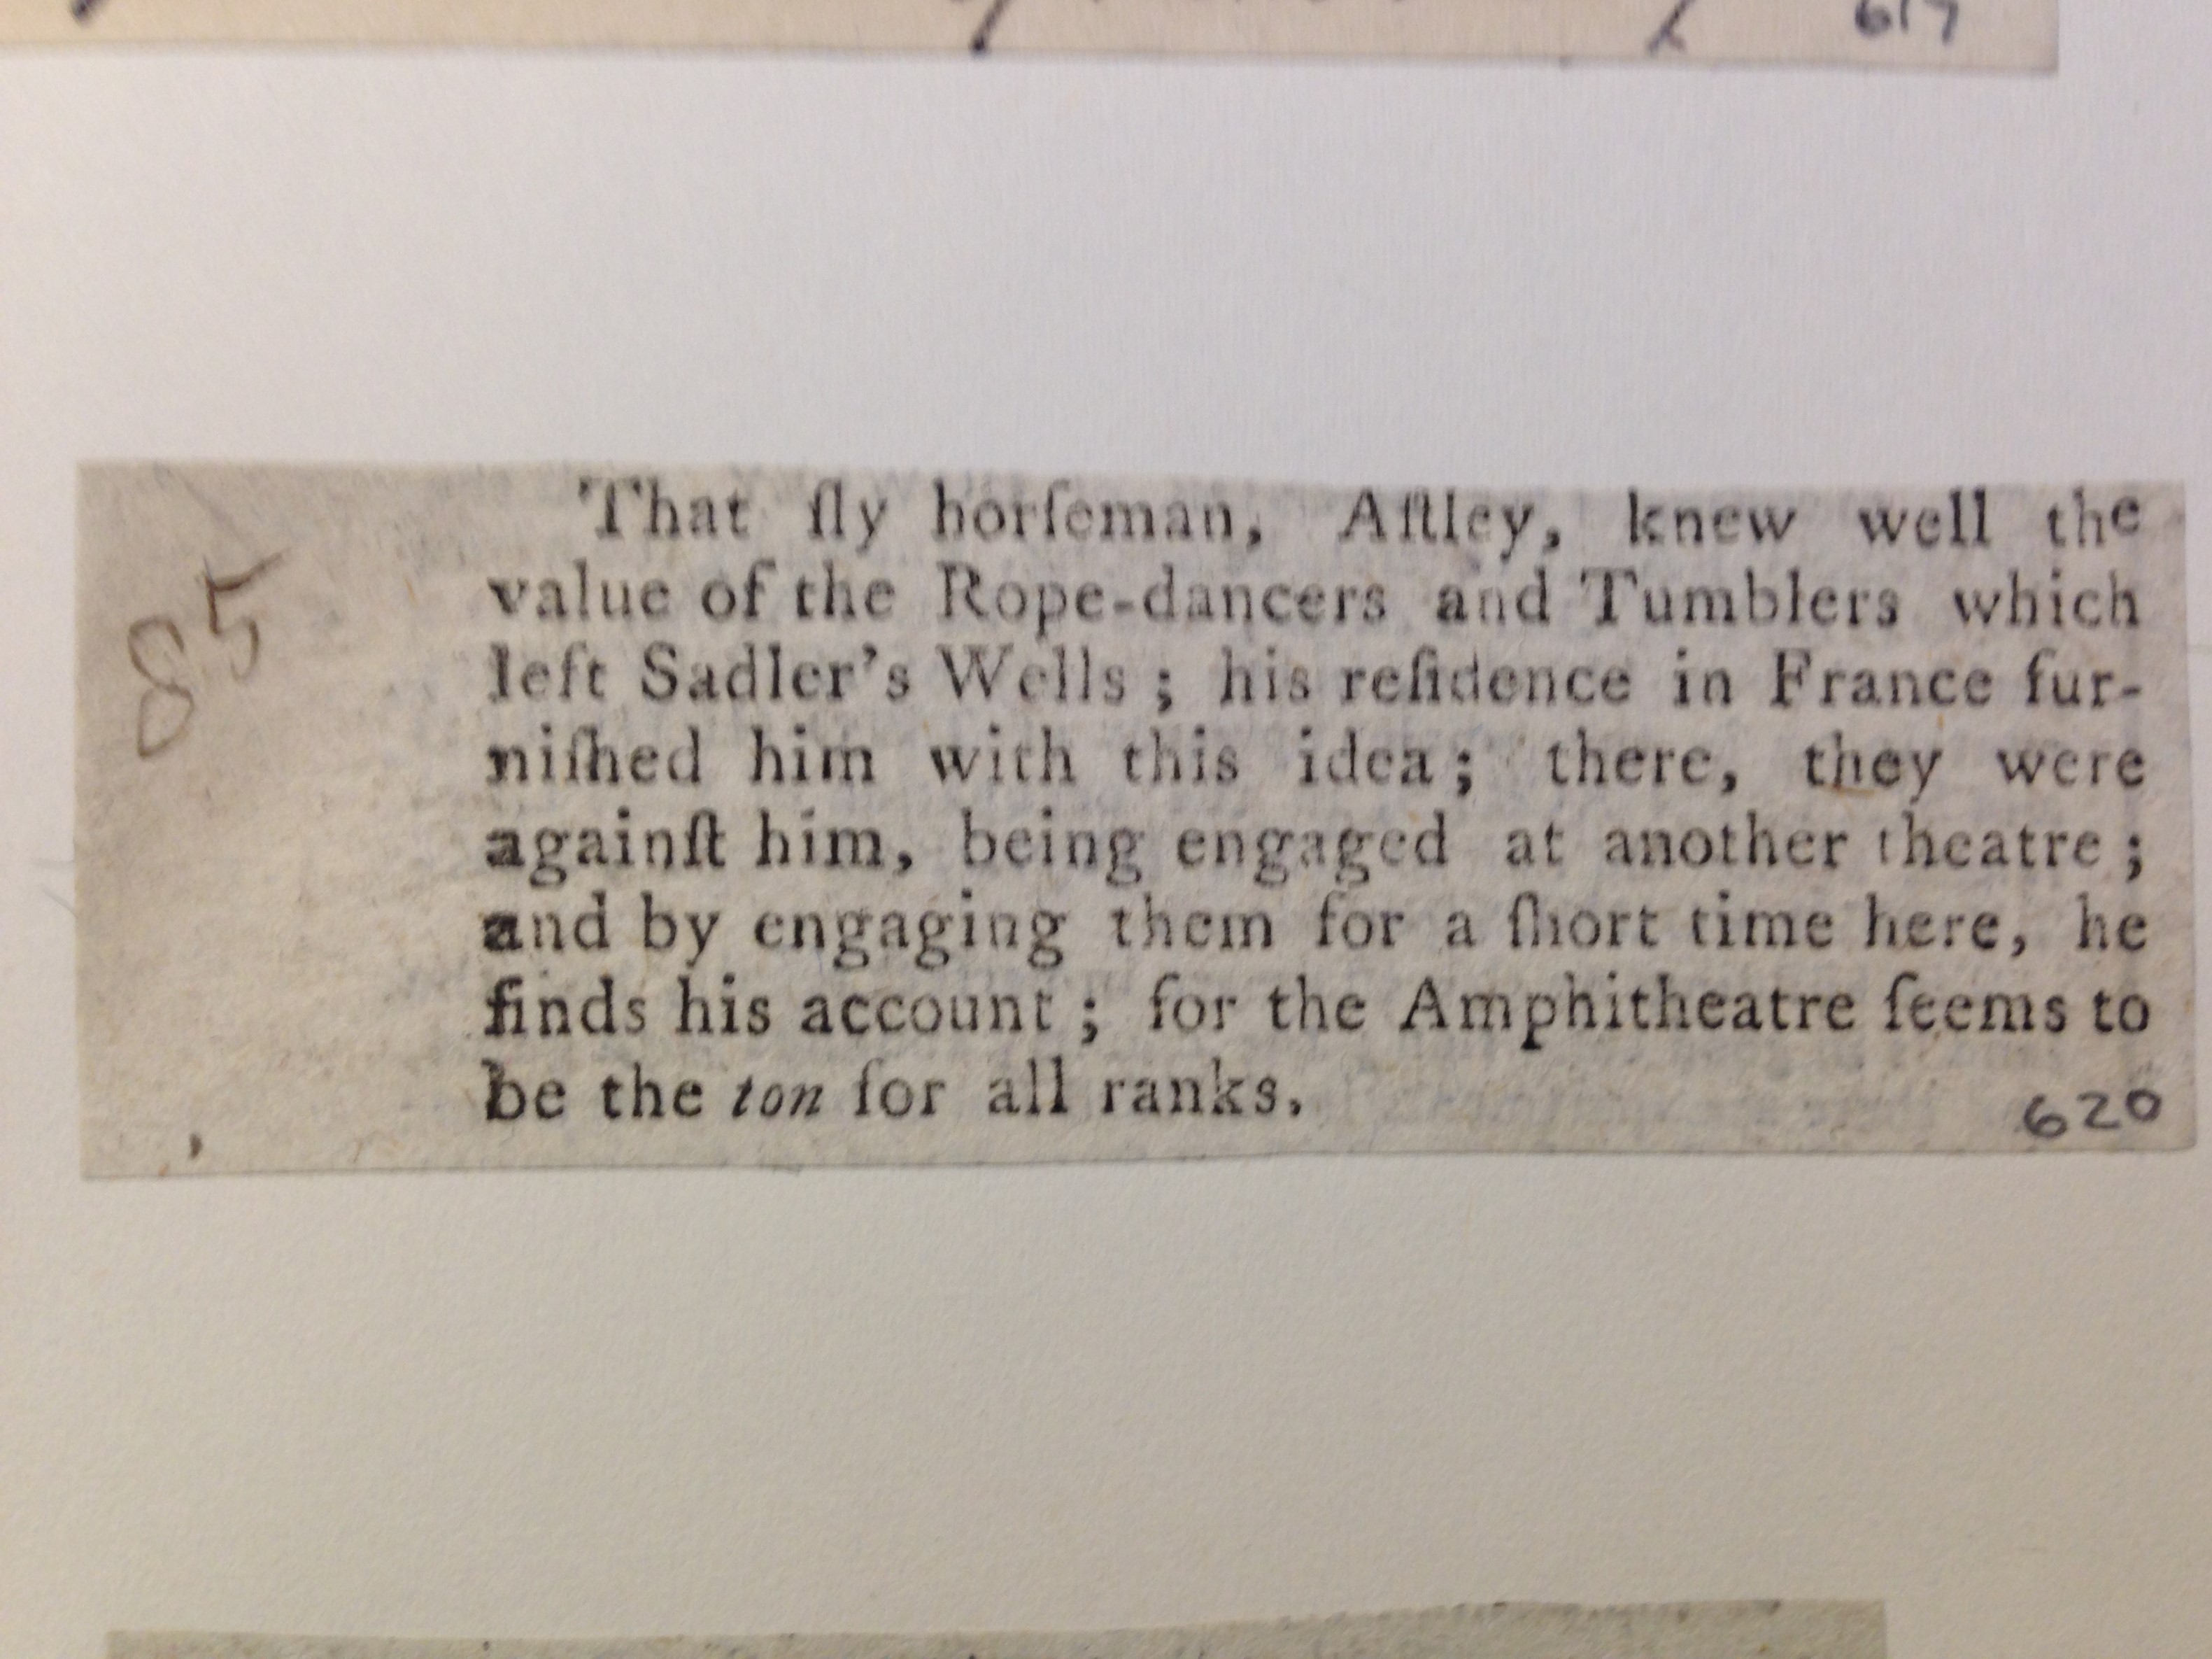 617
That ſly horſeman, Aſtley, knew well the
value of the Rope-dancers and Tumblers which
left Sadler's Wells ; his reſidence in France fur-
niſhed him with this idea; there, they were
againſt him, being engaged at another theatre ;
and by engaging them for a ſhort time here, he
finds his account ; for the Amphitheatre ſeems to
be the ton for all ranks.
85
620